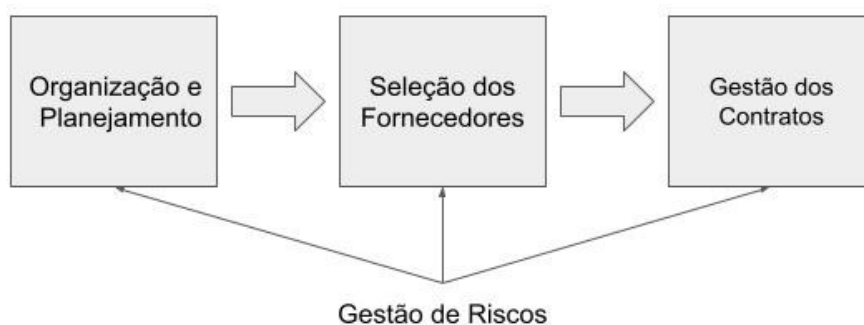 Organização e
Planejamento
Seleção dos
Fornecedores
Gestão dos
Contratos
Gestão de Riscos